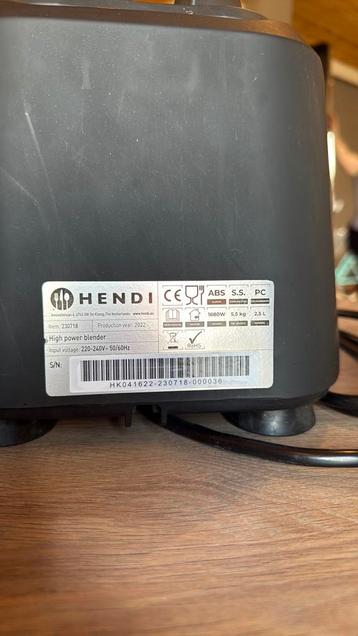 HENDI
CE
ABS S.S. PC
Item: 230718 Production year: 2022
1680W 5,5 kg 2,5 L
High power blender
Input voltage: 220-240V~ 50/60Hz
RoHS
S/N:
HK041622-230718-000036